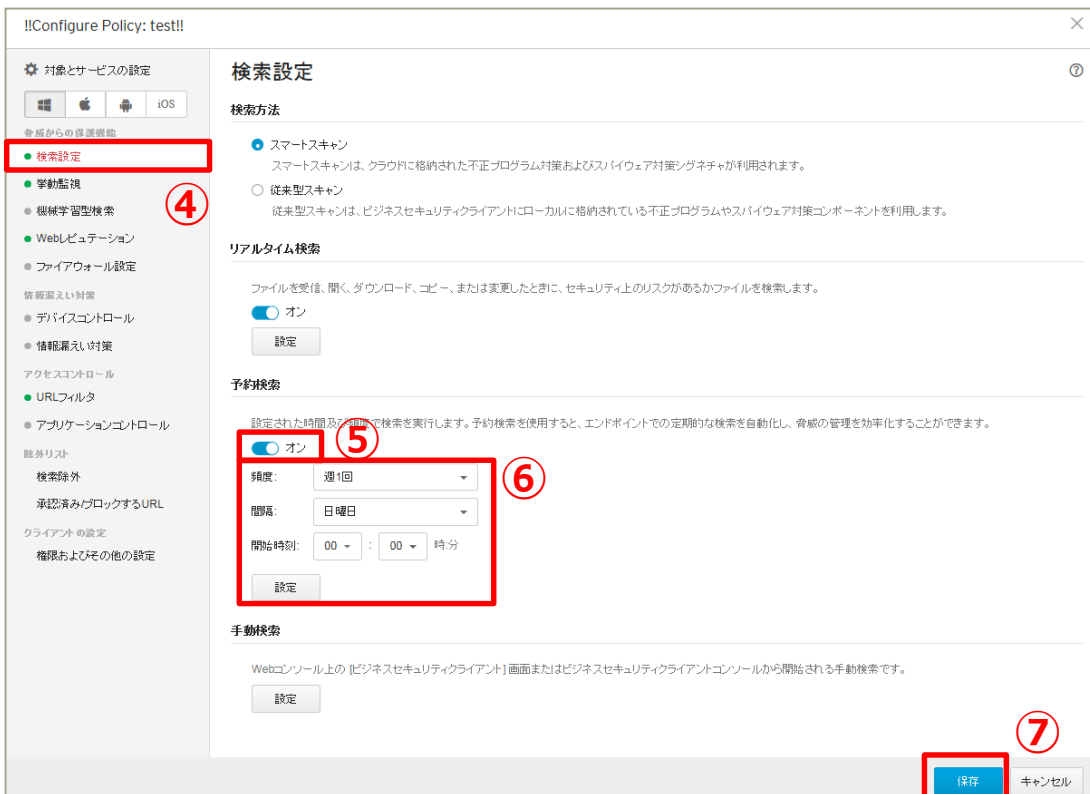 !!Configure Policy: test!!
対象とサービスの設定
iOS
脅威からの保護機能
検索設定
挙動監視
機械学習型検索
Webレピュテーション
ファイアウォール設定
情報漏えい対策
デバイスコントロール
情報漏えい対策
アクセスコントロール
URLフィルタ
アプリケーションコントロール
除外リスト
検索除外
承認済み/ブロックするURL
クライアントの設定
権限およびその他の設定
④
検索設定
検索方法
スマートスキャン
スマートスキャンは、クラウドに格納された不正プログラム対策およびスパイウェア対策シグネチャが利用されます。
従来型スキャン
従来型スキャンは、ビジネスセキュリティクライアントにローカルに格納されている不正プログラムやスパイウェア対策コンポーネントを利用します。
リアルタイム検索
ファイルを受信、開く、ダウンロード、コピー、または変更したときに、セキュリティ上のリスクがあるかファイルを検索します。
オン
設定
予約検索
設定された時間及び頻度で検索を実行します。予約検索を使用すると、エンドポイントでの定期的な検索を自動化し、脅威の管理を効率化することができます。
オン
⑤
⑥
頻度: 週1回
間隔: 日曜日
開始時刻: 00 : 00 時:分
設定
手動検索
Webコンソール上の [ビジネスセキュリティクライアント] 画面またはビジネスセキュリティクライアントコンソールから開始される手動検索です。
設定
⑦
保存 キャンセル